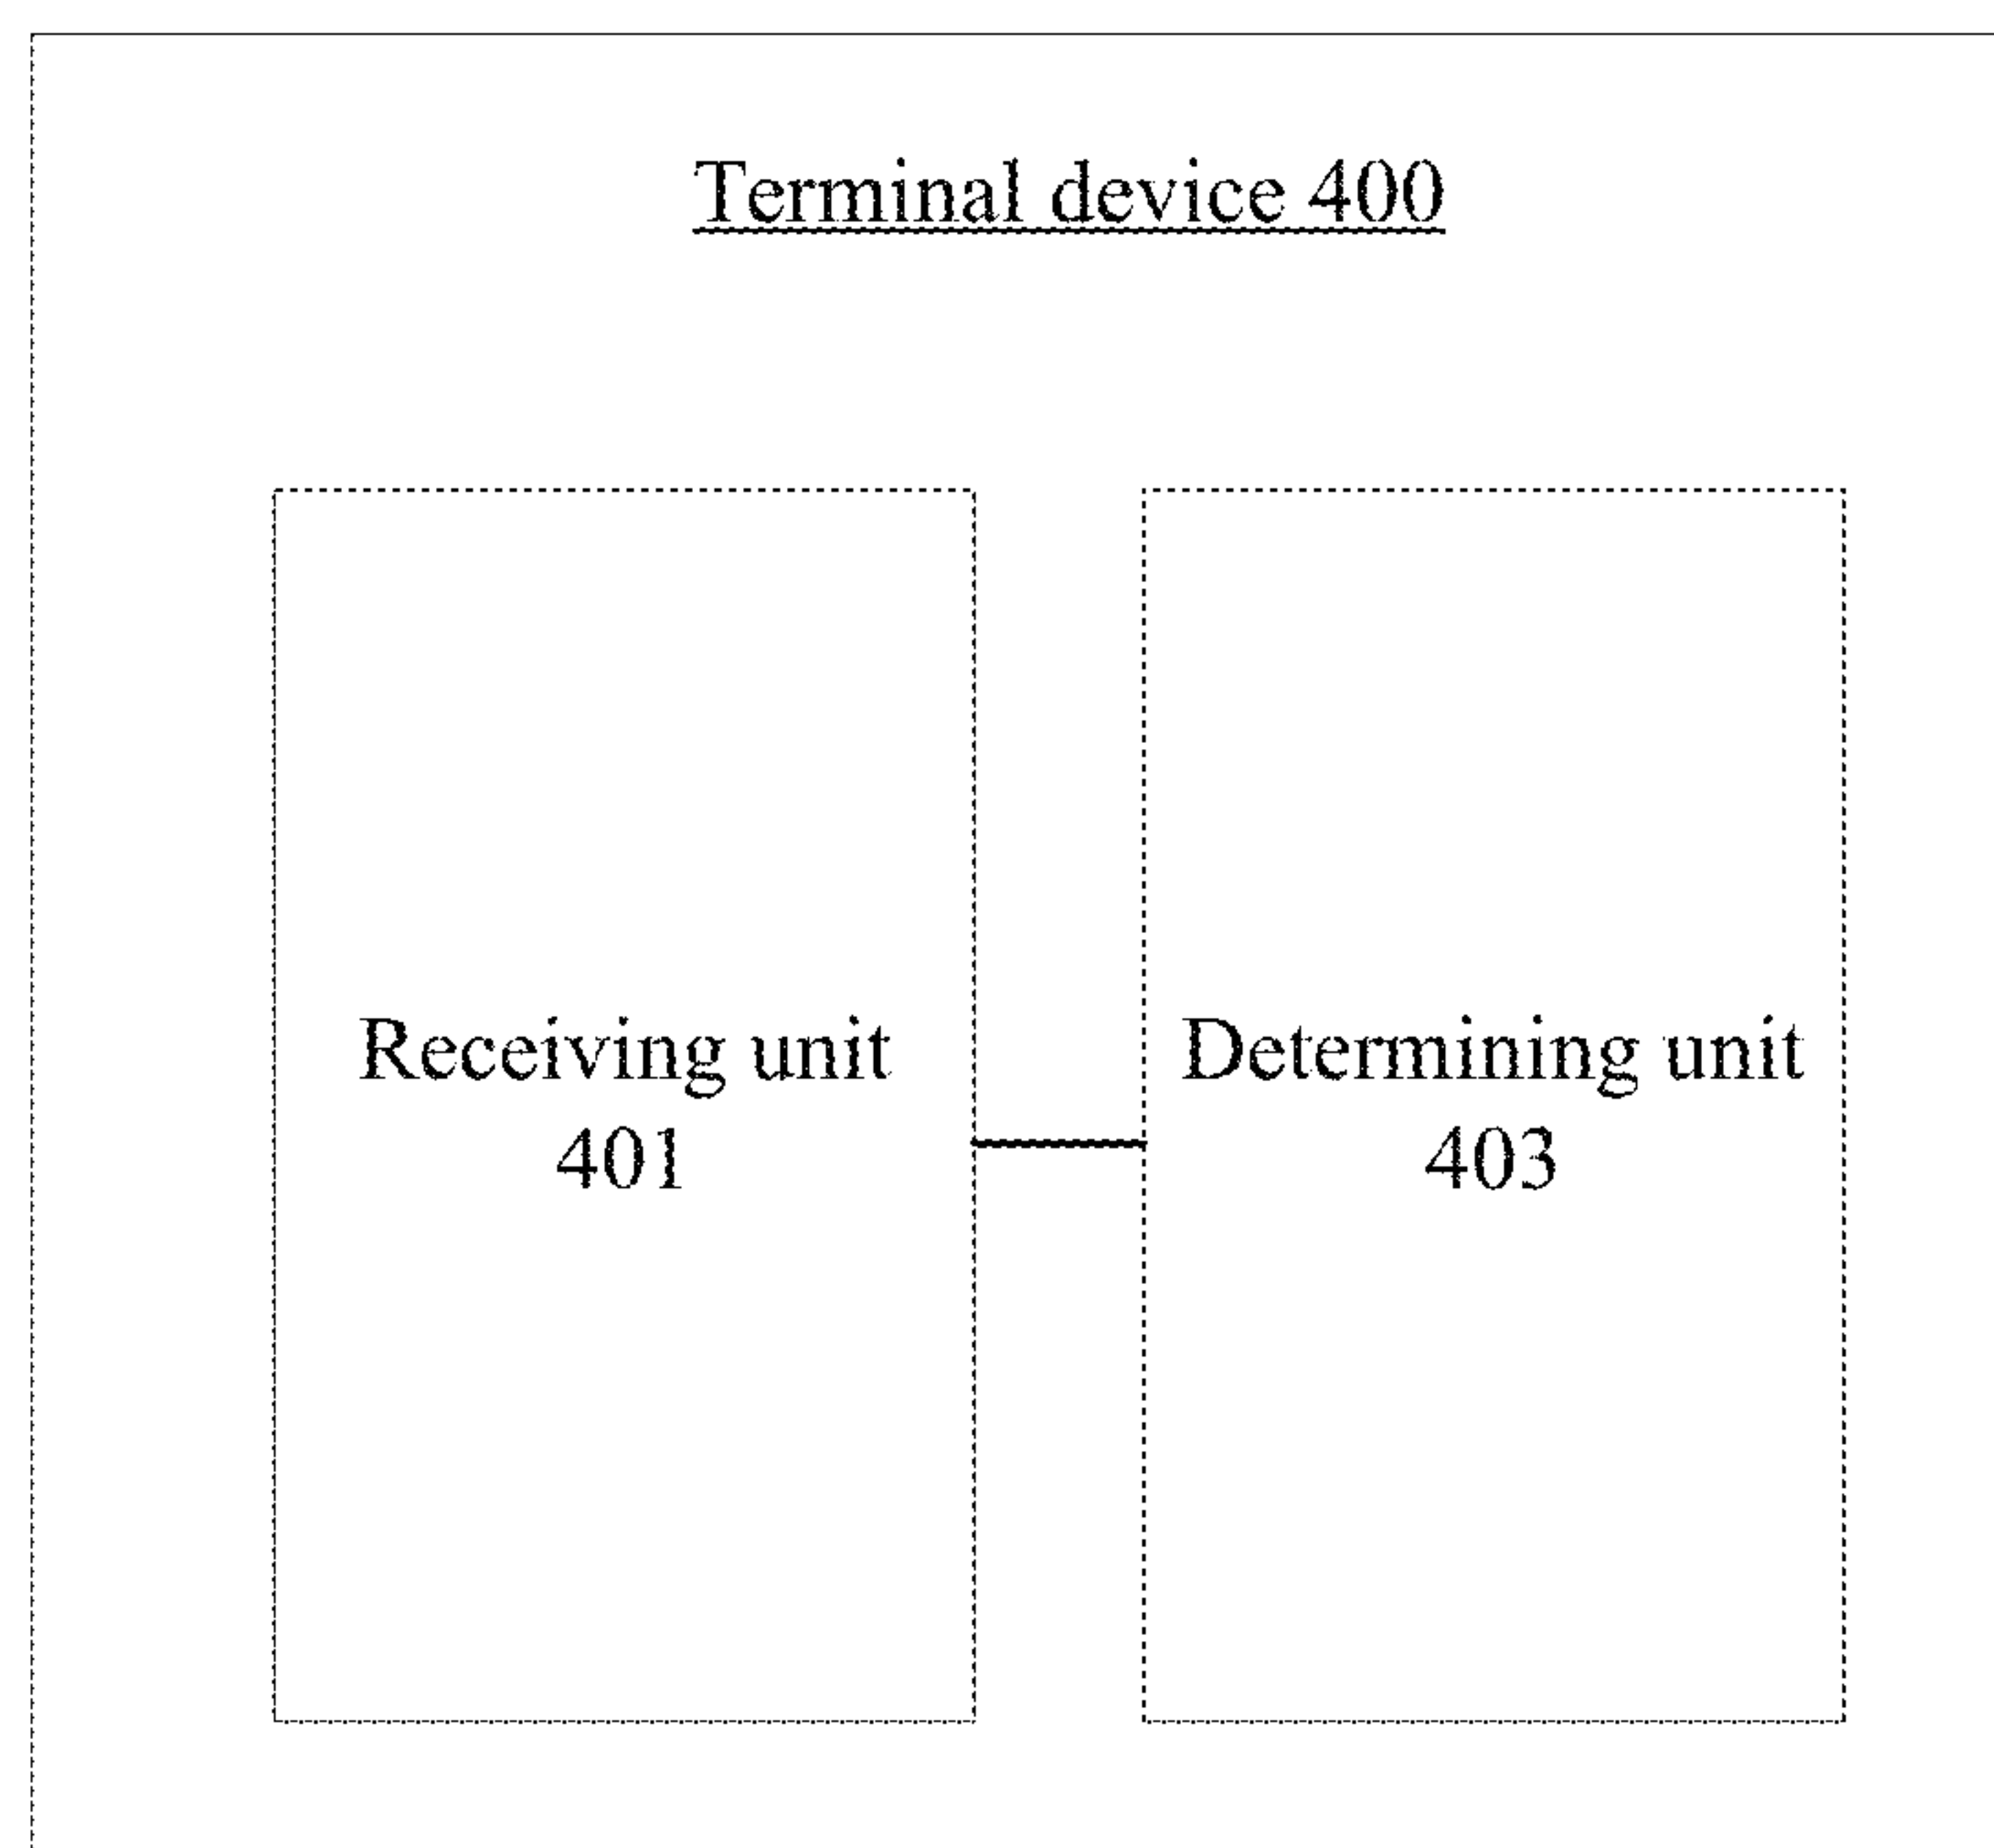 Terminal device 400
Receiving unit
401
Determining unit
403